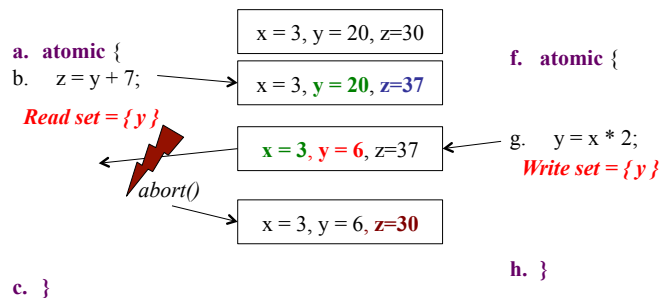 x = 3, y = 20, z=30
a. atomic {
b. z = y + 7;
x = 3, y = 20, z=37
f. atomic {
Read set = { y }
x = 3, y = 6, z=37
g. y = x * 2;
Write set = { y }
abort()
x = 3, y = 6, z=30
c. }
h. }